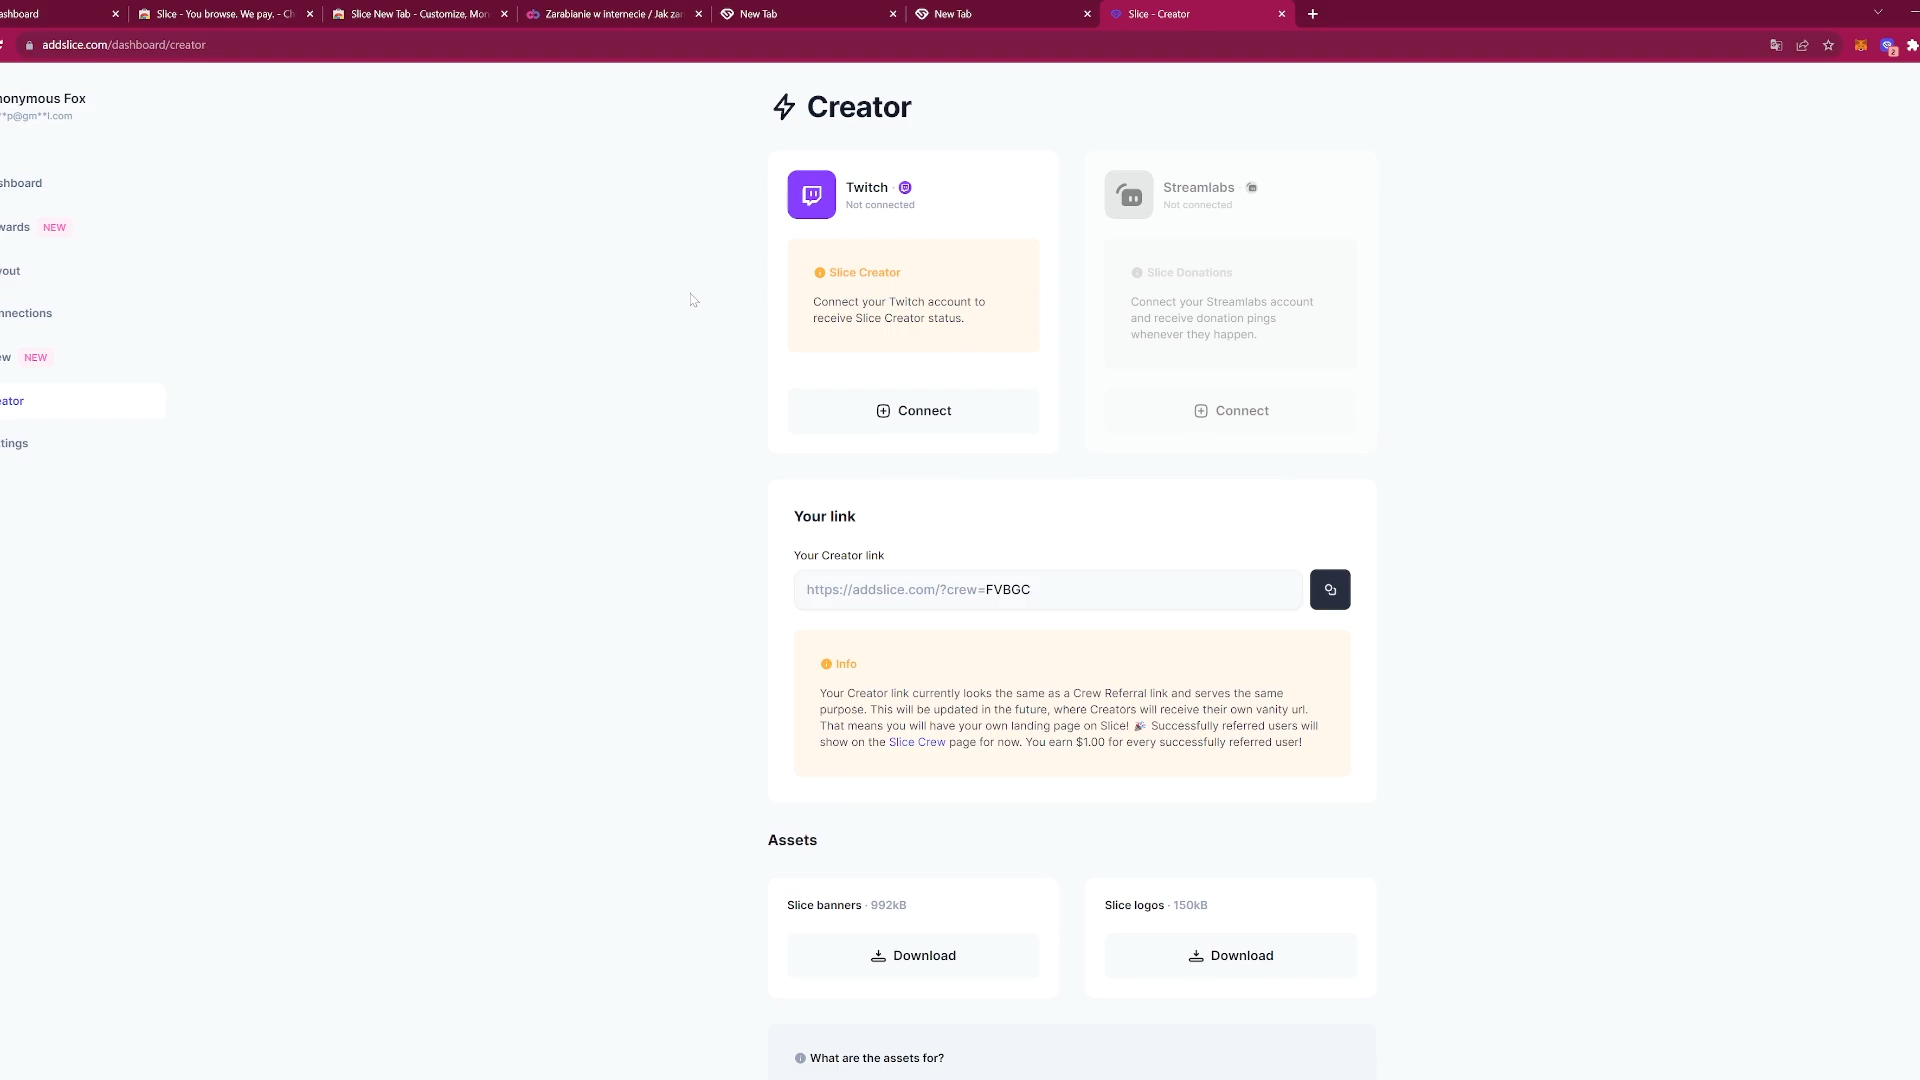 ashboard
Slice - You browse. We pay. - Ch
Slice New Tab - Customize, Mon
Zarabianie w internecie / Jak zar
New Tab
New Tab
Slice - Creator
addslice.com/dashboard/creator
2
nonymous Fox
**p@gm**l.com
shboard
wards NEW
yout
nnections
ew NEW
eator
ttings
Creator
Twitch ·
Not connected
Slice Creator
Connect your Twitch account to
receive Slice Creator status.
Connect
Streamlabs ·
Not connected
Slice Donations
Connect your Streamlabs account
and receive donation pings
whenever they happen.
Connect
Your link
Your Creator link
https://addslice.com/?crew=FVBGC
Info
Your Creator link currently looks the same as a Crew Referral link and serves the same
purpose. This will be updated in the future, where Creators will receive their own vanity url.
That means you will have your own landing page on Slice! 🎉 Successfully referred users will
show on the Slice Crew page for now. You earn $1.00 for every successfully referred user!
Assets
Slice banners · 992kB
Download
Slice logos · 150kB
Download
What are the assets for?